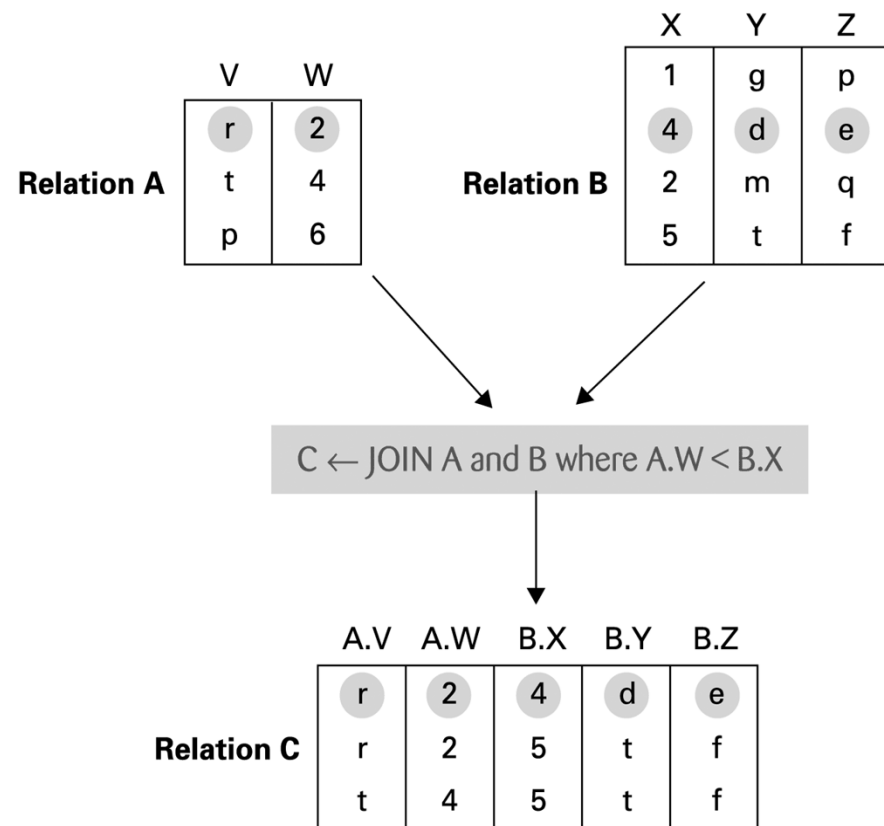 V W
r 2
Relation A t 4
p 6
X Y Z
1 g p
4 d e
Relation B 2 m q
5 t f
C ← JOIN A and B where A.W < B.X
A.V A.W B.X B.Y B.Z
r 2 4 d e
Relation C r 2 5 t f
t 4 5 t f